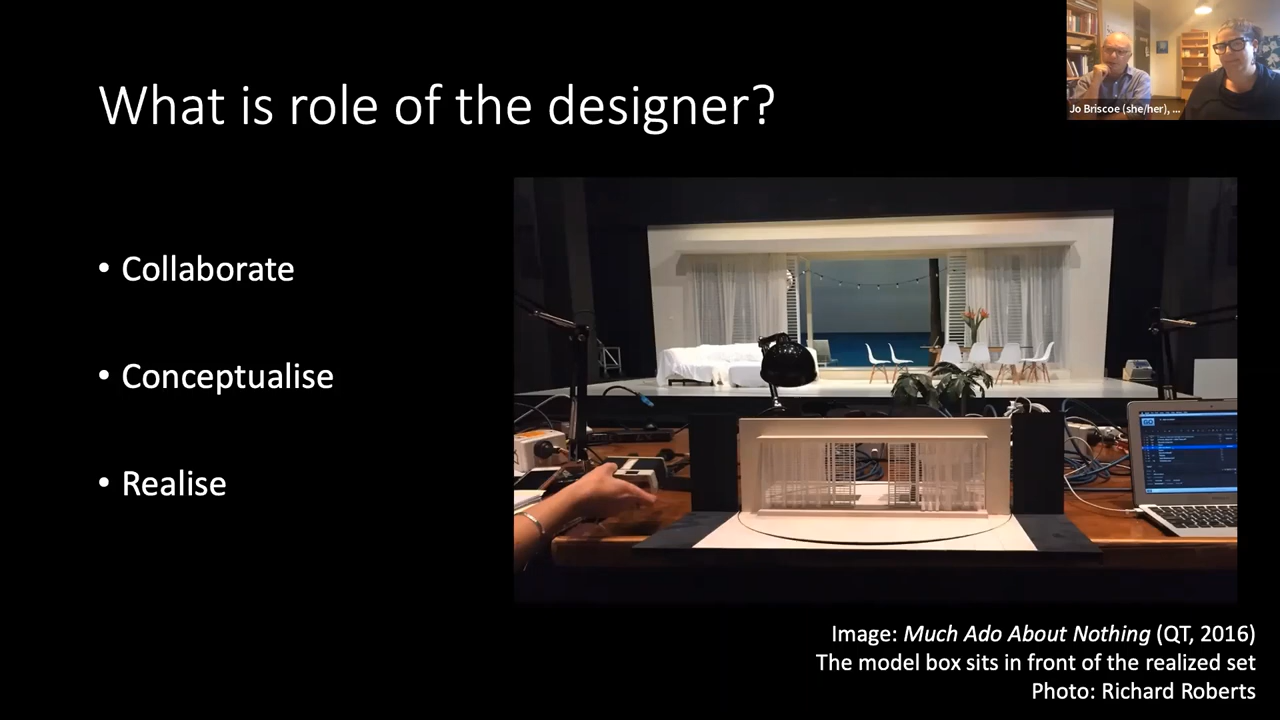 What is role of the designer?
Jo Briscoe (she/her), ...
• Collaborate
• Conceptualise
• Realise
Image: Much Ado About Nothing (QT, 2016)
The model box sits in front of the realized set
Photo: Richard Roberts